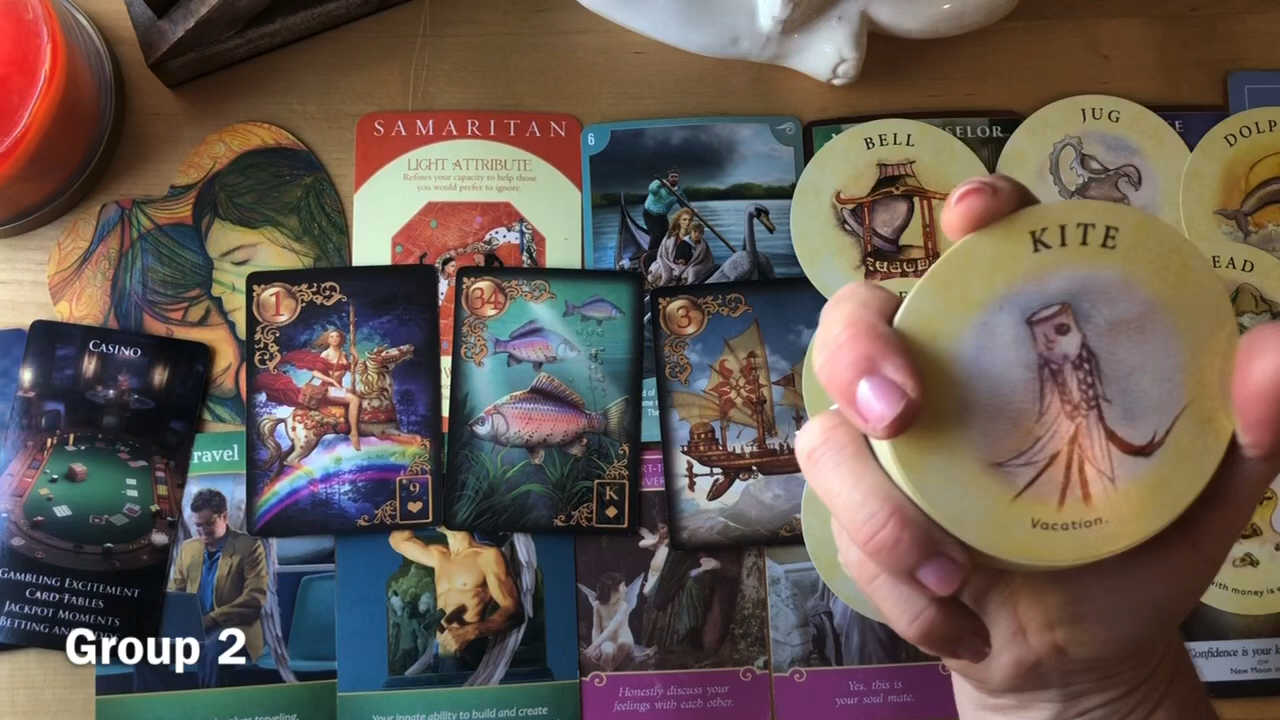 SAMARITAN
LIGHT ATTRIBUTE
Refines your capacity to help those
you would prefer to ignore.
6
BELL
JUG
KITE
Vacation.
1
9
34
K
3
CASINO
GAMBLING EXCITEMENT
CARD TABLES
JACKPOT MOMENTS
BETTING AND
Group 2
Honestly discuss your
feelings with each other.
Yes, this is
your soul mate.
Your innate ability to build and create
traveling,
with money is
Confidence is your
New Moon